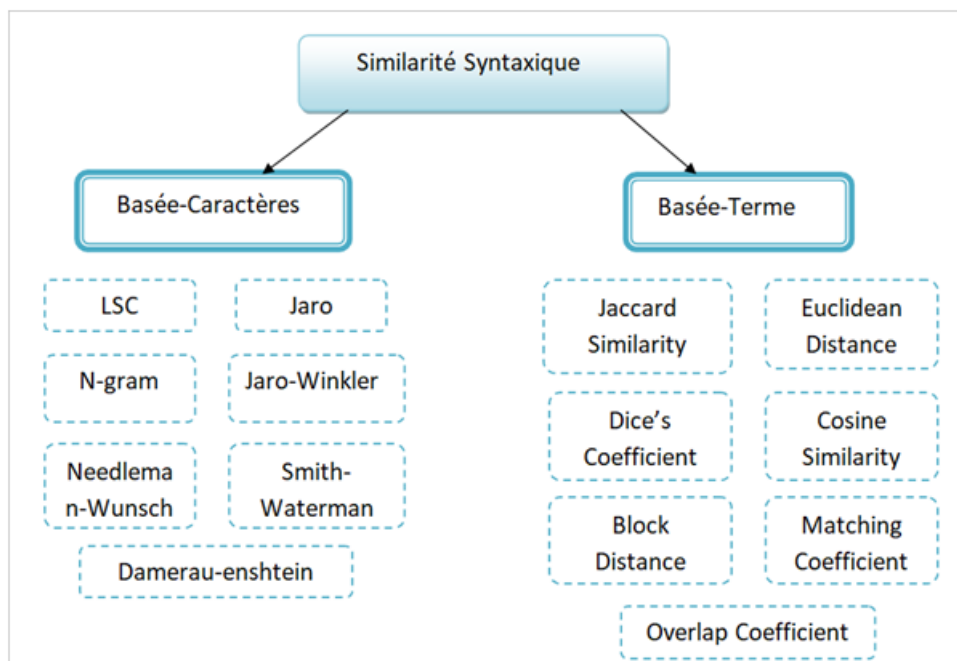 Similarité Syntaxique
Basée-Caractères
Basée-Terme
LSC
Jaro
N-gram
Jaro-Winkler
Needlema
n-Wunsch
Smith-
Waterman
Damerau-enshtein
Jaccard
Similarity
Euclidean
Distance
Dice's
Coefficient
Cosine
Similarity
Block
Distance
Matching
Coefficient
Overlap Coefficient